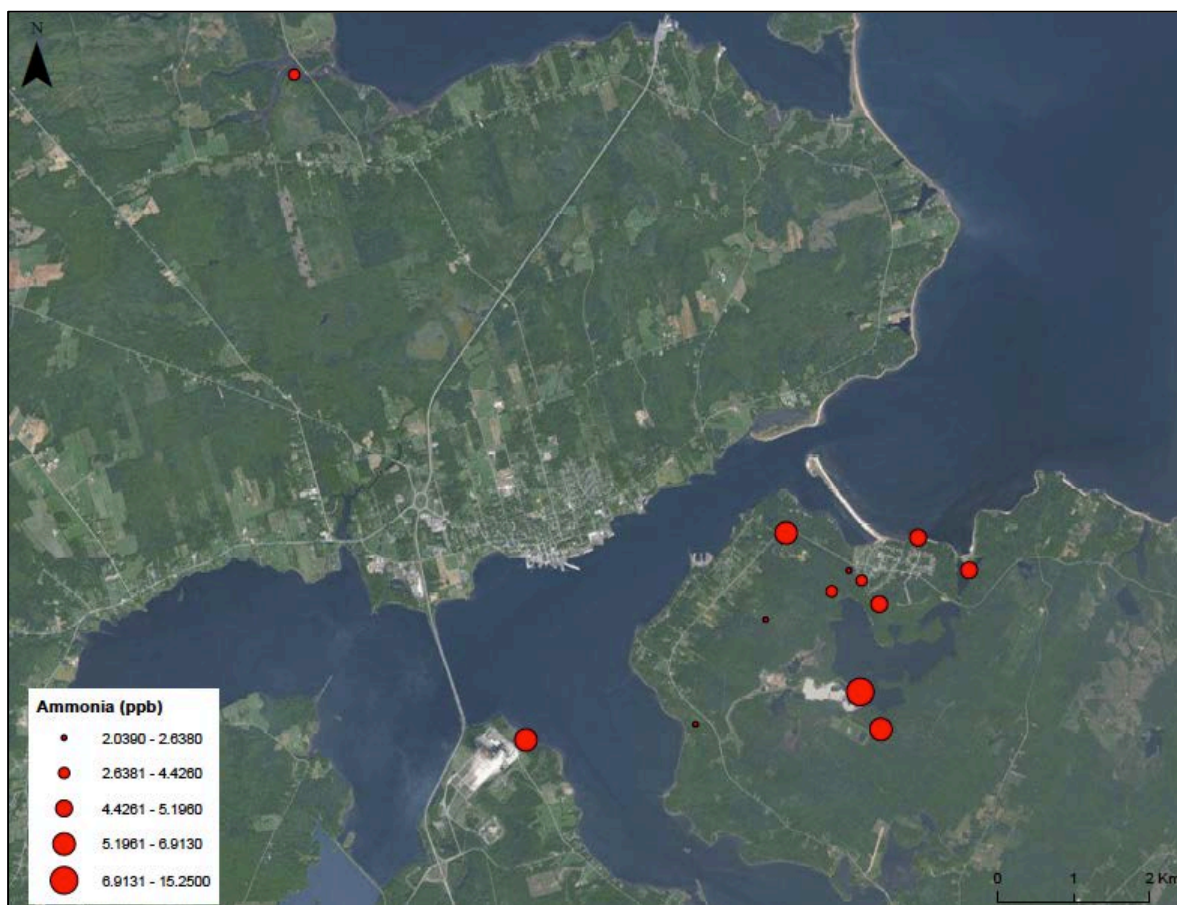 N
Ammonia (ppb)
2.0390 - 2.6380
2.6381 - 4.4260
4.4261 - 5.1960
5.1961 - 6.9130
6.9131 - 15.2500
0 1 2 Km